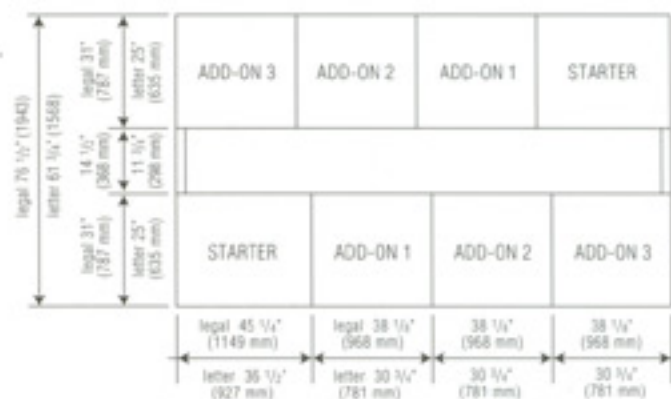 ADD-ON 3 ADD-ON 2 ADD-ON 1 STARTER
legal 76 1/2" (1943)
letter 61 3/4" (1568)
legal 31"
(787 mm)
letter 25"
(635 mm)
14 1/2"
(368 mm)
11 3/4"
(298 mm)
legal 31"
(787 mm)
letter 25"
(635 mm)
STARTER ADD-ON 1 ADD-ON 2 ADD-ON 3
legal 45 1/4" legal 38 1/8" 38 1/8" 38 1/8"
(1149 mm) (968 mm) (968 mm) (968 mm)
letter 36 1/2" letter 30 3/4" 30 3/4" 30 3/4"
(927 mm) (781 mm) (781 mm) (781 mm)